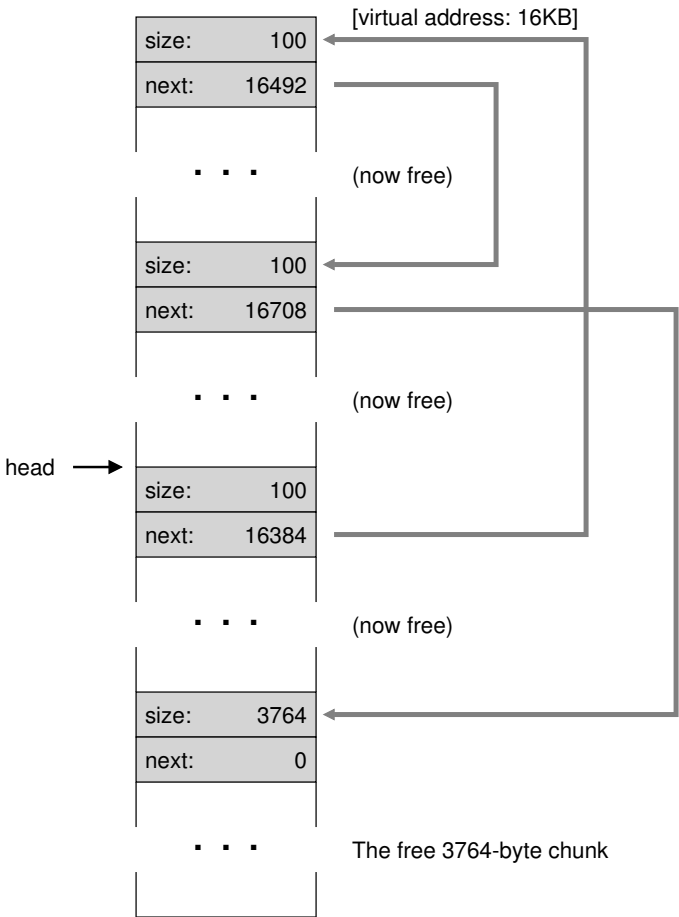 [virtual address: 16KB]
size: 100
next: 16492
. . .
(now free)
size: 100
next: 16708
. . .
(now free)
head
size: 100
next: 16384
. . .
(now free)
size: 3764
next: 0
. . .
The free 3764-byte chunk